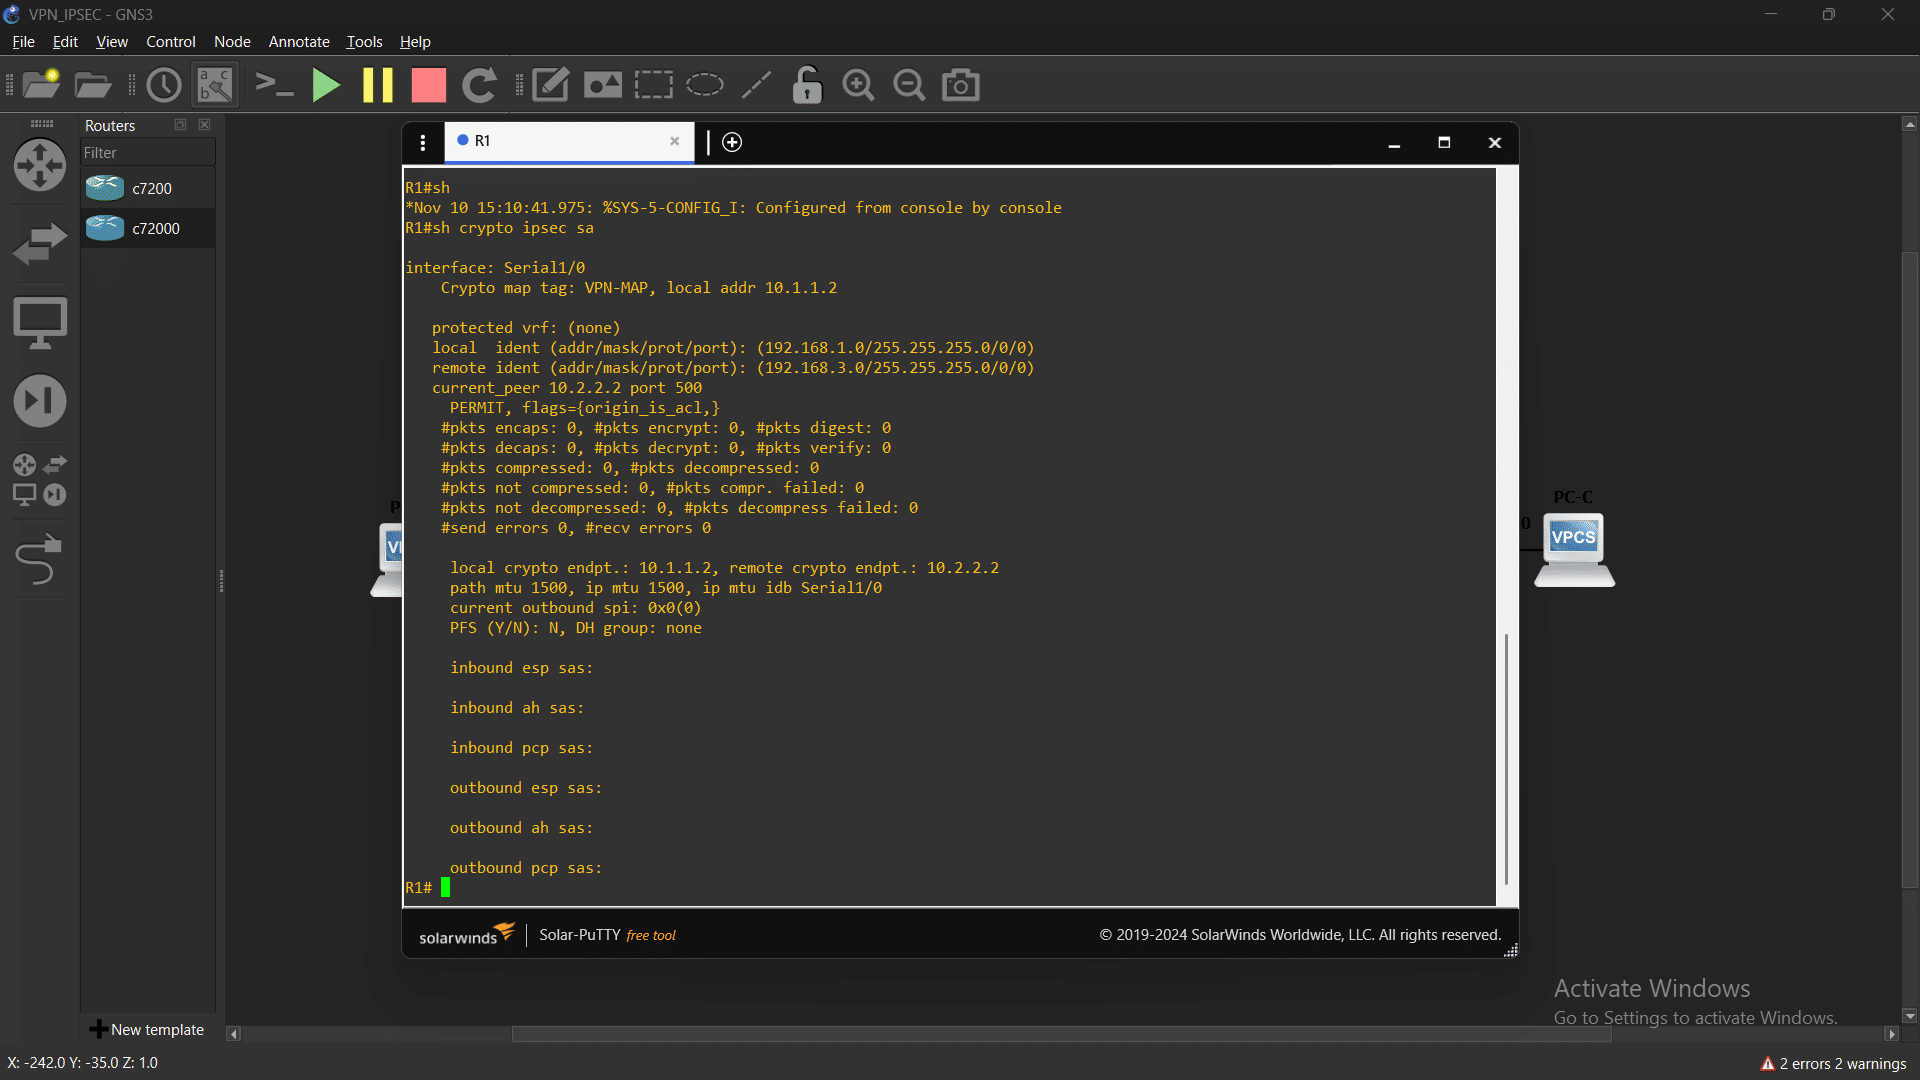 VPN_IPSEC - GNS3
File Edit View Control Node Annotate Tools Help
Routers
Filter
c7200
c72000
R1
R1#sh
*Nov 10 15:10:41.975: %SYS-5-CONFIG_I: Configured from console by console
R1#sh crypto ipsec sa
interface: Serial1/0
Crypto map tag: VPN-MAP, local addr 10.1.1.2
protected vrf: (none)
local  ident (addr/mask/prot/port): (192.168.1.0/255.255.255.0/0/0)
remote ident (addr/mask/prot/port): (192.168.3.0/255.255.255.0/0/0)
current_peer 10.2.2.2 port 500
PERMIT, flags={origin_is_acl,}
#pkts encaps: 0, #pkts encrypt: 0, #pkts digest: 0
#pkts decaps: 0, #pkts decrypt: 0, #pkts verify: 0
#pkts compressed: 0, #pkts decompressed: 0
#pkts not compressed: 0, #pkts compr. failed: 0
#pkts not decompressed: 0, #pkts decompress failed: 0
#send errors 0, #recv errors 0
local crypto endpt.: 10.1.1.2, remote crypto endpt.: 10.2.2.2
path mtu 1500, ip mtu 1500, ip mtu idb Serial1/0
current outbound spi: 0x0(0)
PFS (Y/N): N, DH group: none
inbound esp sas:
inbound ah sas:
inbound pcp sas:
outbound esp sas:
outbound ah sas:
outbound pcp sas:
R1#
solarwinds Solar-PuTTY free tool
© 2019-2024 SolarWinds Worldwide, LLC. All rights reserved.
P
VP
PC-C
0
VPCS
Activate Windows
Go to Settings to activate Windows.
New template
X: -242.0 Y: -35.0 Z: 1.0
2 errors 2 warnings